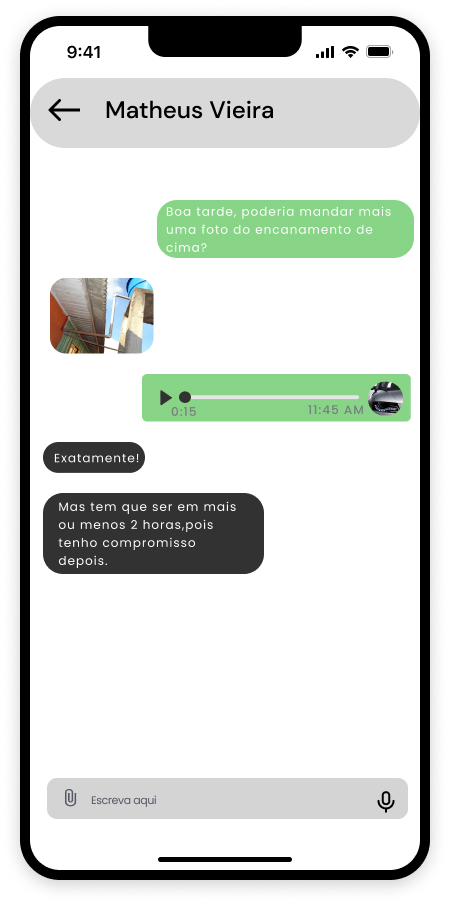 9:41
Matheus Vieira
Boa tarde, poderia mandar mais
uma foto do encanamento de
cima?
0:15
11:45 AM
Exatamente!
Mas tem que ser em mais
ou menos 2 horas,pois
tenho compromisso
depois.
Escreva aqui